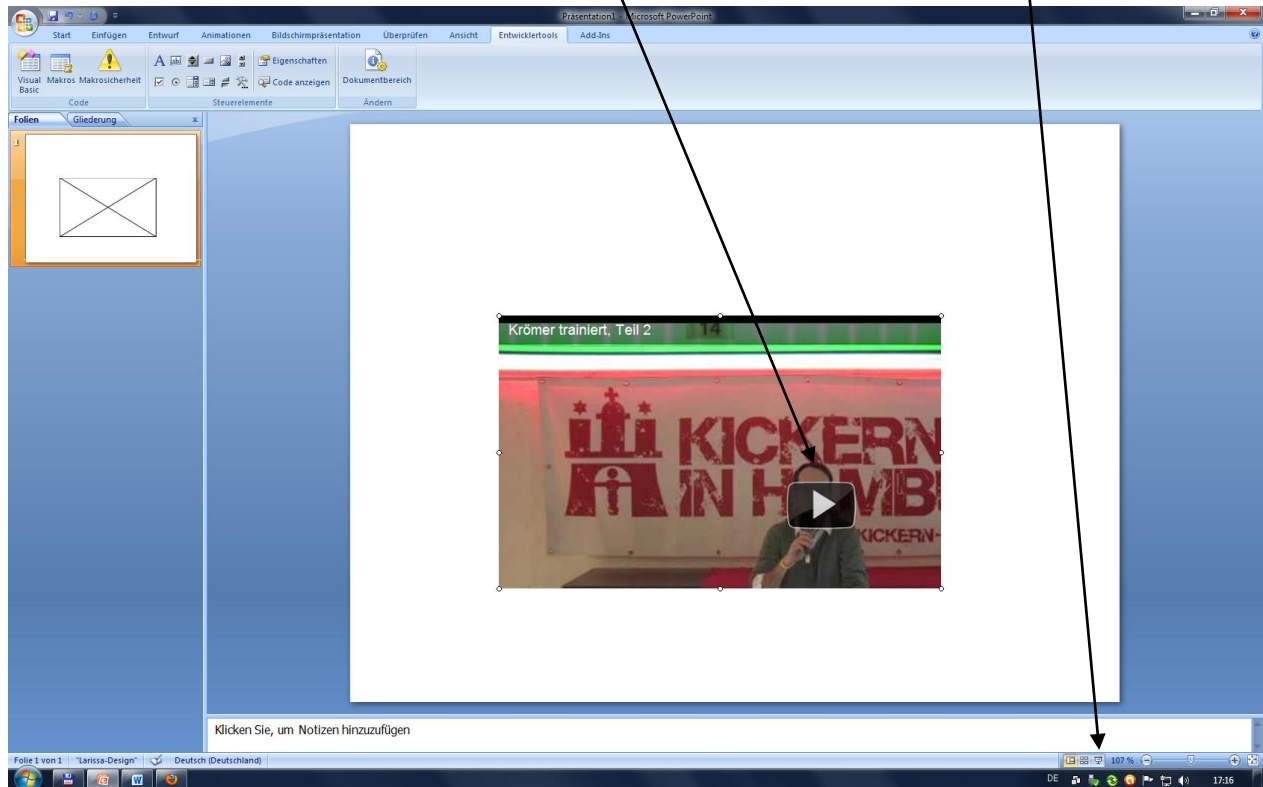 Präsentation1 - Microsoft PowerPoint
Start Einfügen Entwurf Animationen Bildschirmpräsentation Überprüfen Ansicht Entwicklertools Add-Ins
Visual Basic Makros Makrosicherheit Eigenschaften Code anzeigen Dokumentbereich
Code Steuerelemente Ändern
Folien Gliederung x
1
Krömer trainiert, Teil 2
14
KICKERN
IN HAMB
KICKERN-
Klicken Sie, um Notizen hinzuzufügen
Folie 1 von 1 "Larissa-Design" Deutsch (Deutschland) 107 %
DE 17:16